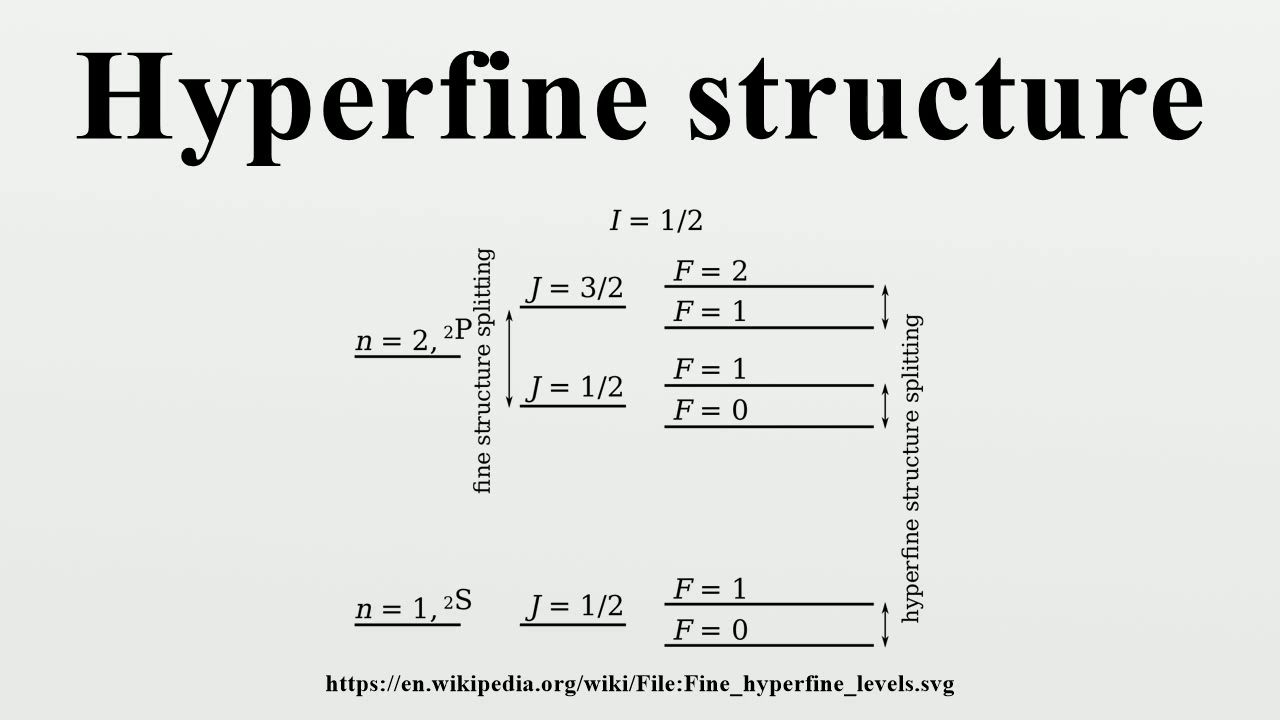 Hyperfine structure
I = 1/2
F = 2
J = 3/2
F = 1
n = 2, ²P
fine structure splitting
F = 1
J = 1/2
F = 0
hyperfine structure splitting
F = 1
n = 1, ²S
J = 1/2
F = 0
https://en.wikipedia.org/wiki/File:Fine_hyperfine_levels.svg